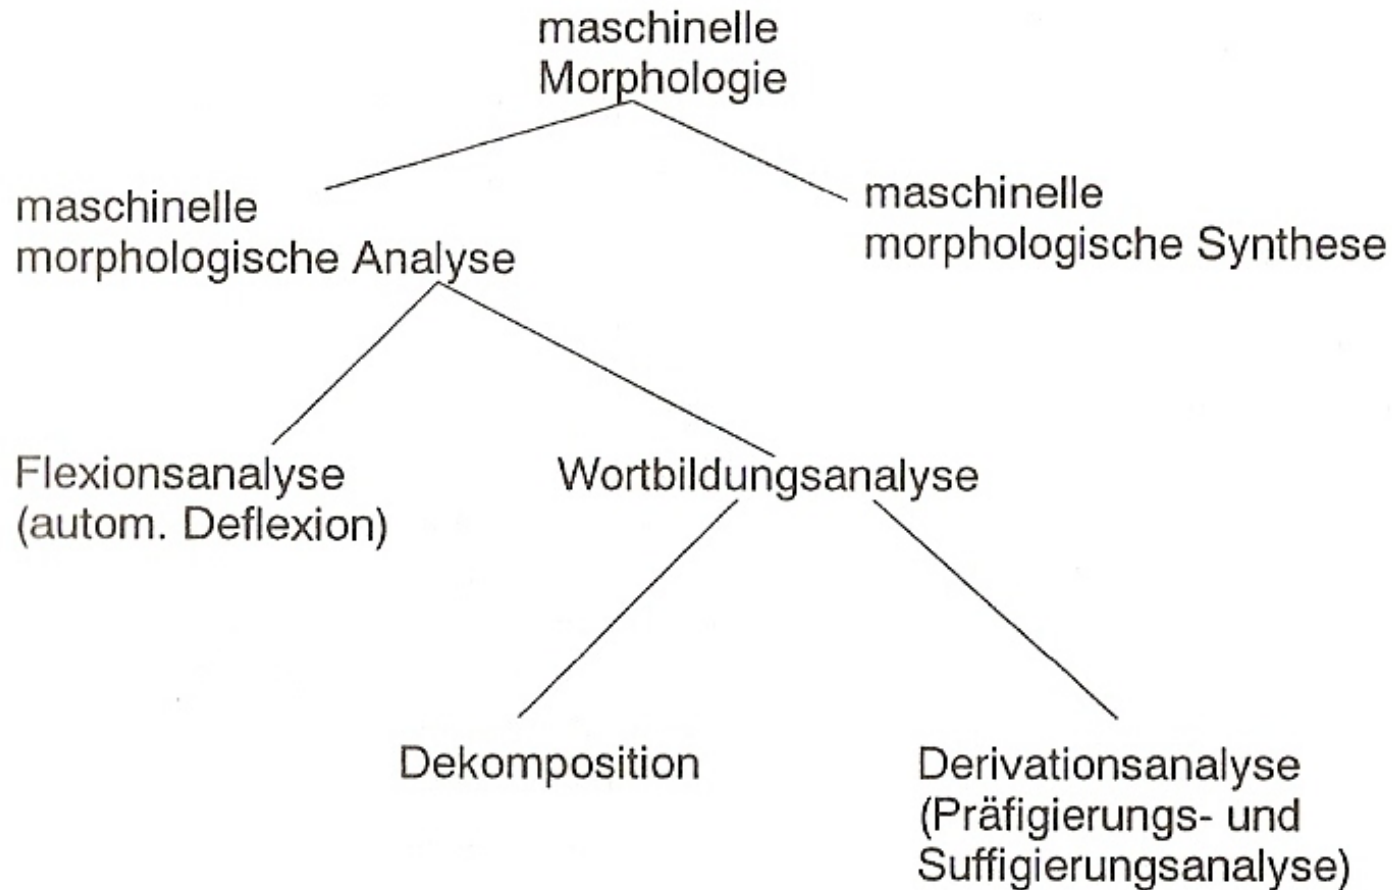 maschinelle
Morphologie
maschinelle
morphologische Analyse
maschinelle
morphologische Synthese
Flexionsanalyse
(autom. Deflexion)
Wortbildungsanalyse
Dekomposition
Derivationsanalyse
(Präfigierungs- und
Suffigierungsanalyse)